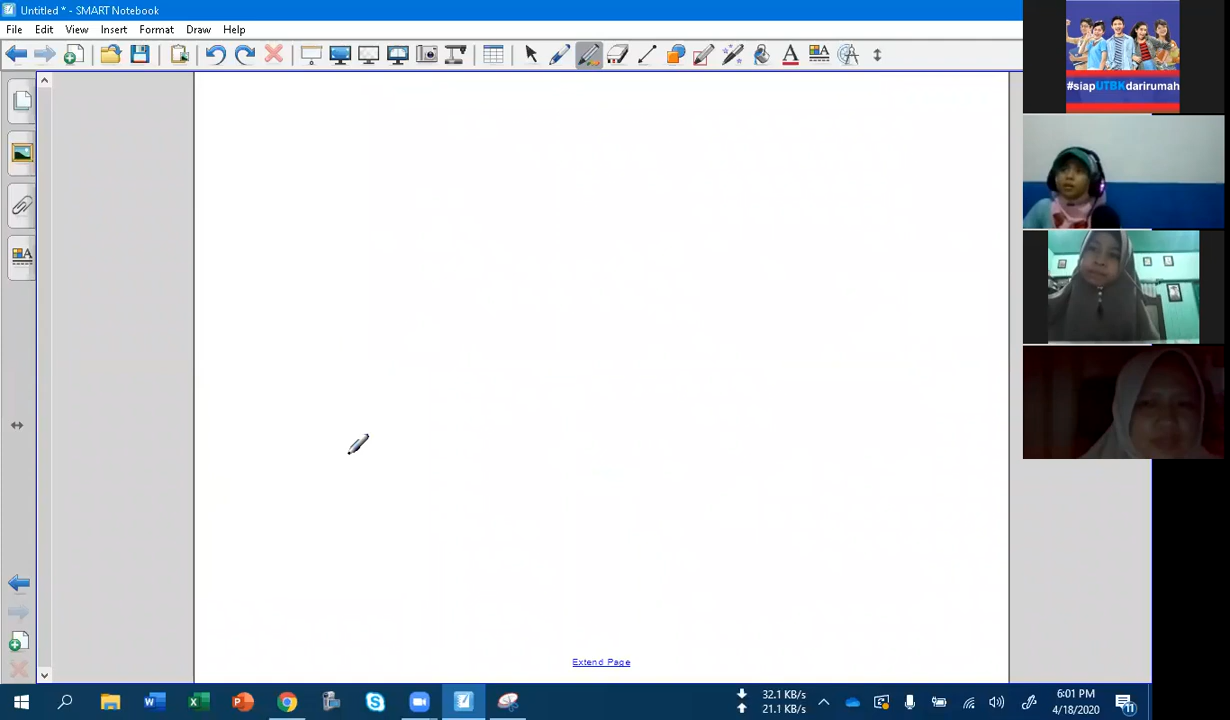 Untitled * - SMART Notebook
File Edit View Insert Format Draw Help
#siapUTBKdarirumah
Extend Page
32.1 KB/s
21.1 KB/s
6:01 PM
4/18/2020
11